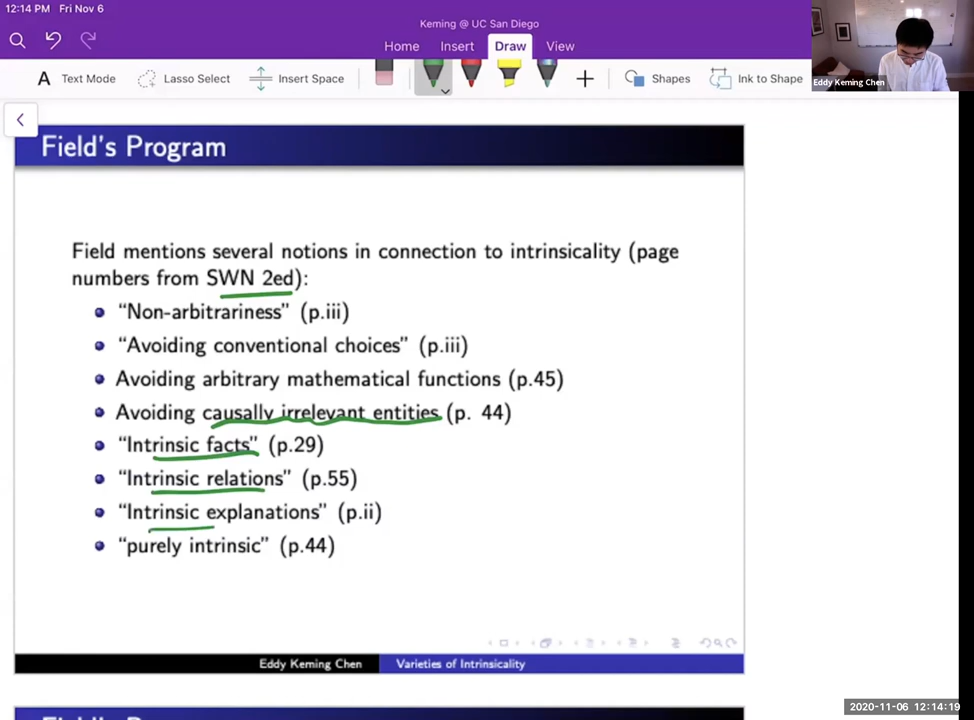 12:14 PM Fri Nov 6
Keming @ UC San Diego
Home Insert Draw View
A Text Mode Lasso Select Insert Space Shapes Ink to Shape
Eddy Keming Chen
Field's Program
Field mentions several notions in connection to intrinsicality (page
numbers from SWN 2ed):
“Non-arbitrariness” (p.iii)
“Avoiding conventional choices” (p.iii)
Avoiding arbitrary mathematical functions (p.45)
Avoiding causally irrelevant entities (p. 44)
“Intrinsic facts” (p.29)
“Intrinsic relations” (p.55)
“Intrinsic explanations” (p.ii)
“purely intrinsic” (p.44)
Eddy Keming Chen Varieties of Intrinsicality
2020-11-06 12:14:19